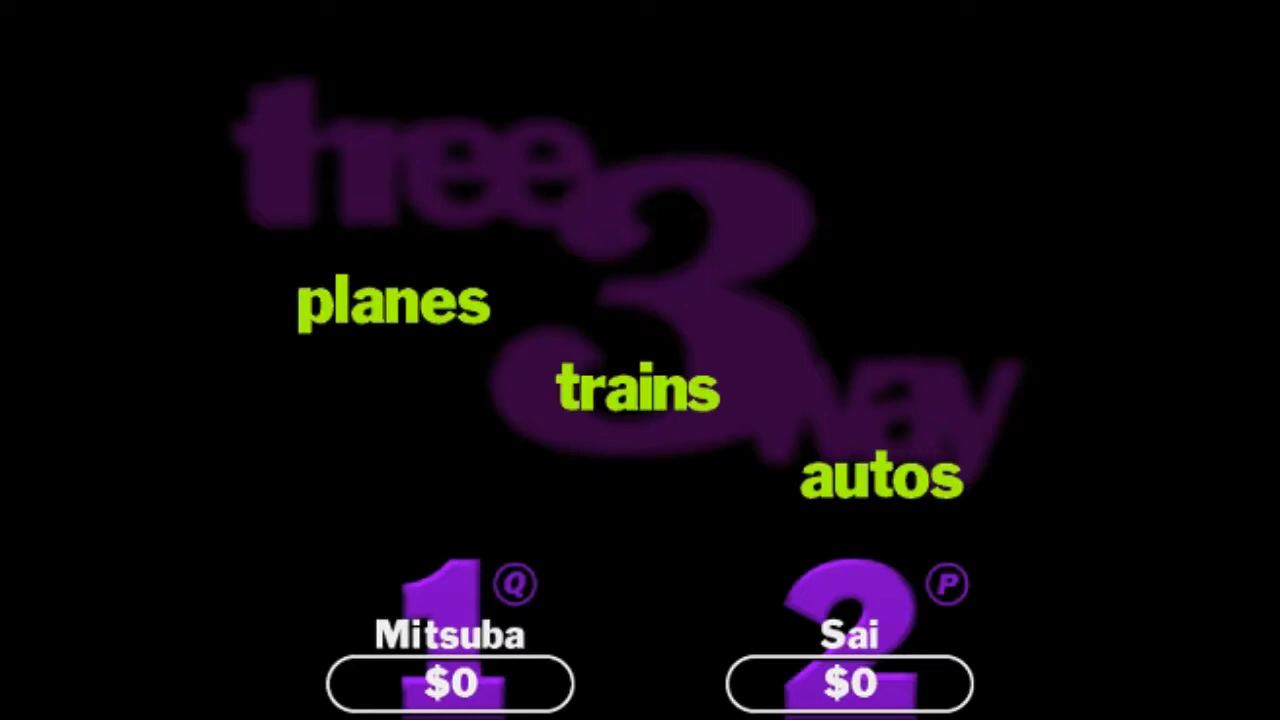 three
3
way
planes
trains
autos
1 Q
Mitsuba
$0
2 P
Sai
$0